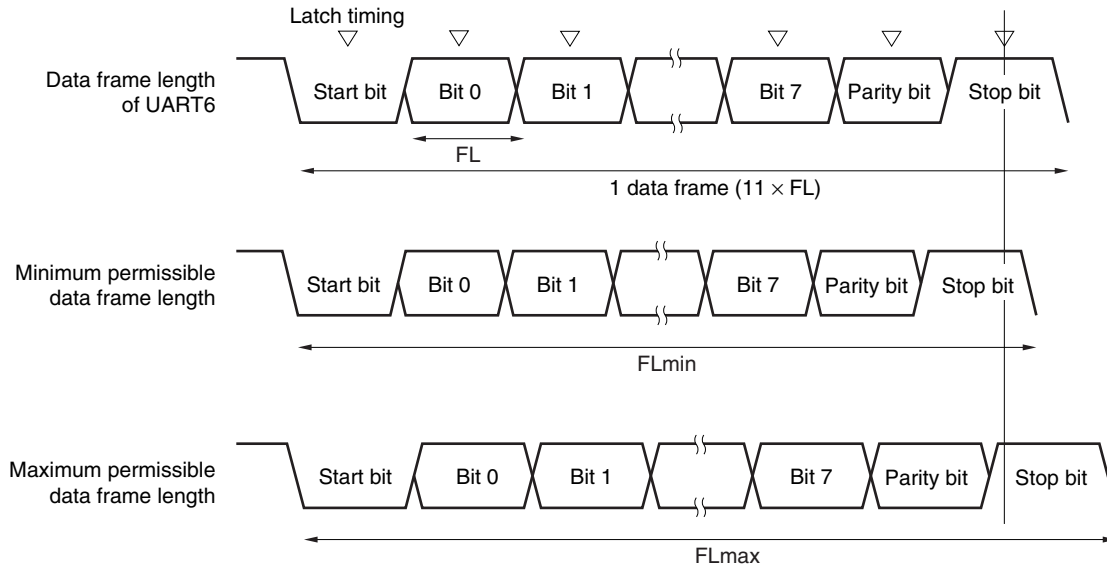 Latch timing
Data frame length
of UART6
Start bit Bit 0 Bit 1 Bit 7 Parity bit Stop bit
FL
1 data frame (11 × FL)
Minimum permissible
data frame length
Start bit Bit 0 Bit 1 Bit 7 Parity bit Stop bit
FLmin
Maximum permissible
data frame length
Start bit Bit 0 Bit 1 Bit 7 Parity bit Stop bit
FLmax